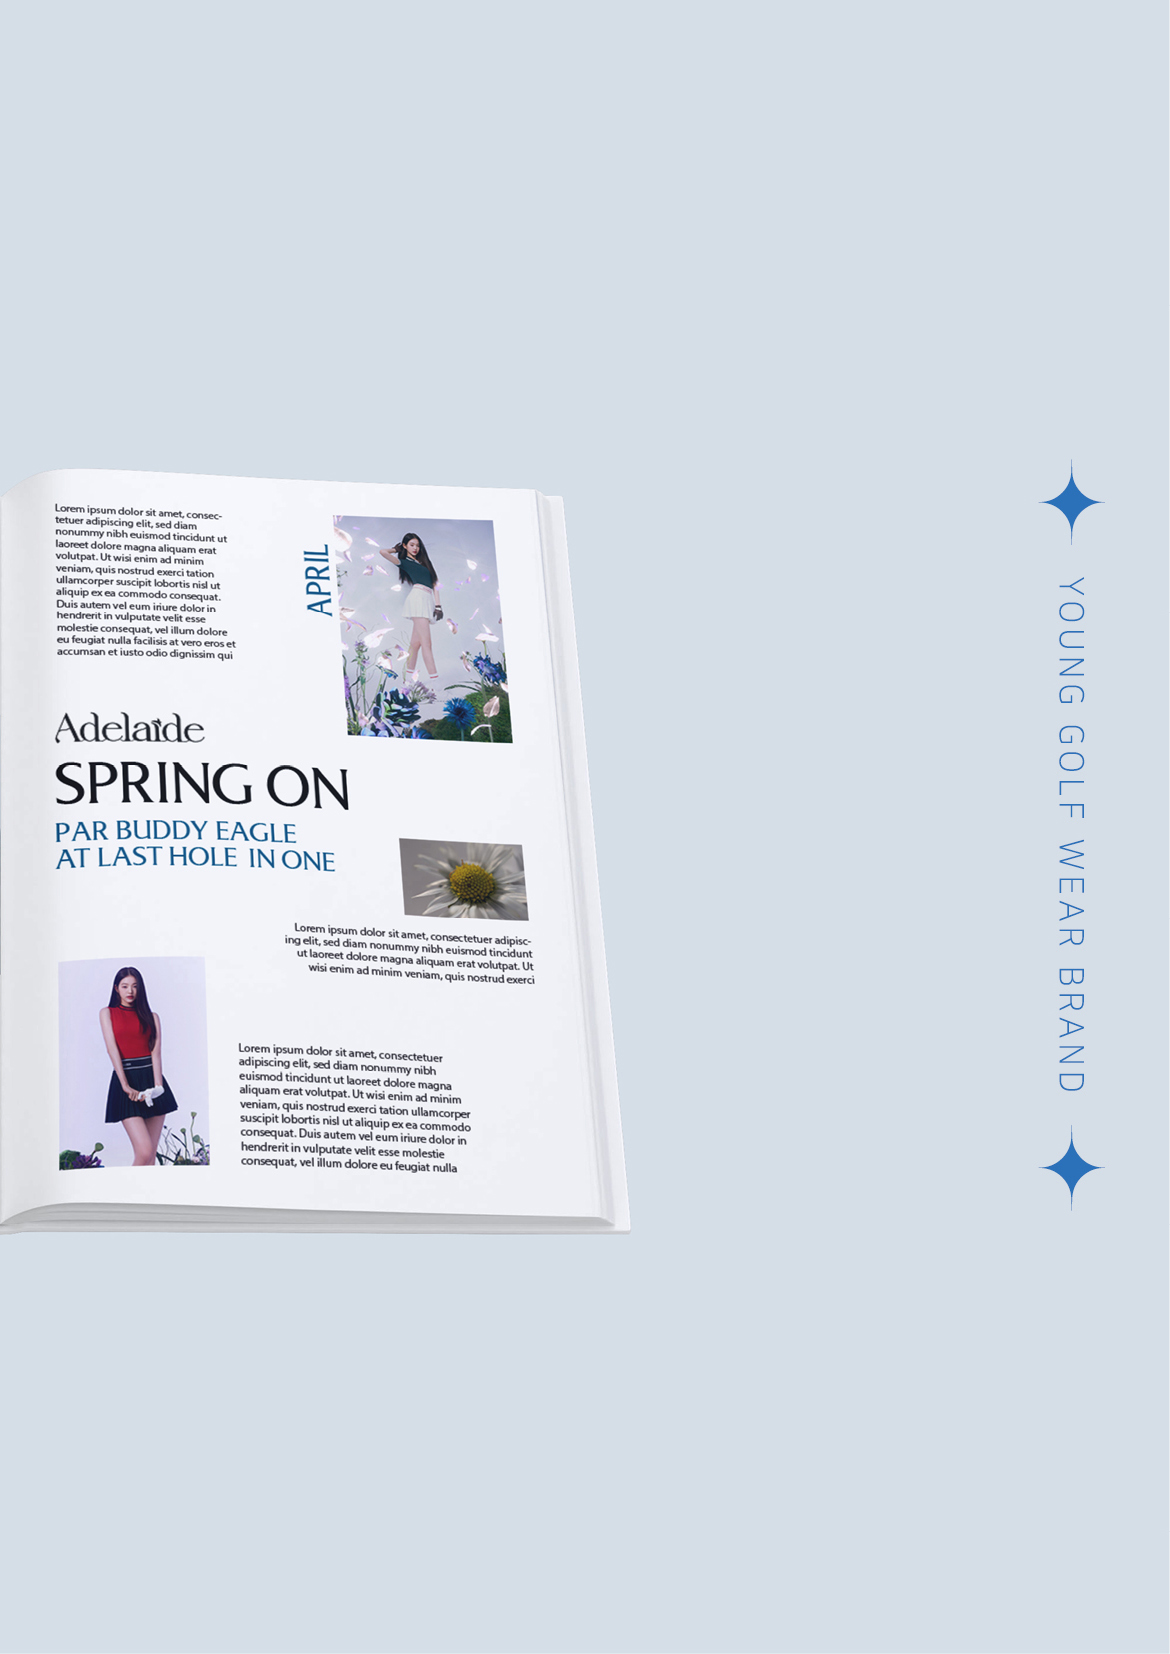 Lorem ipsum dolor sit amet, consec-
tetuer adipiscing elit, sed diam
nonummy nibh euismod tincidunt ut
laoreet dolore magna aliquam erat
volutpat. Ut wisi enim ad minim
veniam, quis nostrud exerci tation
ullamcorper suscipit lobortis nisl ut
aliquip ex ea commodo consequat.
Duis autem vel eum iriure dolor in
hendrerit in vulputate velit esse
molestie consequat, vel illum dolore
eu feugiat nulla facilisis at vero eros et
accumsan et iusto odio dignissim qui
APRIL
Adelaide
SPRING ON
PAR BUDDY EAGLE
AT LAST HOLE IN ONE
Lorem ipsum dolor sit amet, consectetuer adipisc-
ing elit, sed diam nonummy nibh euismod tincidunt
ut laoreet dolore magna aliquam erat volutpat. Ut
wisi enim ad minim veniam, quis nostrud exerci
Lorem ipsum dolor sit amet, consectetuer
adipiscing elit, sed diam nonummy nibh
euismod tincidunt ut laoreet dolore magna
aliquam erat volutpat. Ut wisi enim ad minim
veniam, quis nostrud exerci tation ullamcorper
suscipit lobortis nisl ut aliquip ex ea commodo
consequat. Duis autem vel eum iriure dolor in
hendrerit in vulputate velit esse molestie
consequat, vel illum dolore eu feugiat nulla
YOUNG GOLF WEAR BRAND